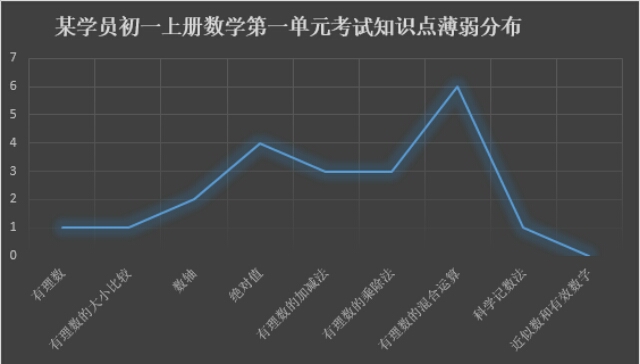 某学员初一上册数学第一单元考试知识点薄弱分布
7
6
5
4
3
2
1
0
有理数
有理数的大小比较
数轴
绝对值
有理数的加减法
有理数的乘除法
有理数的混合运算
科学记数法
近似数和有效数字